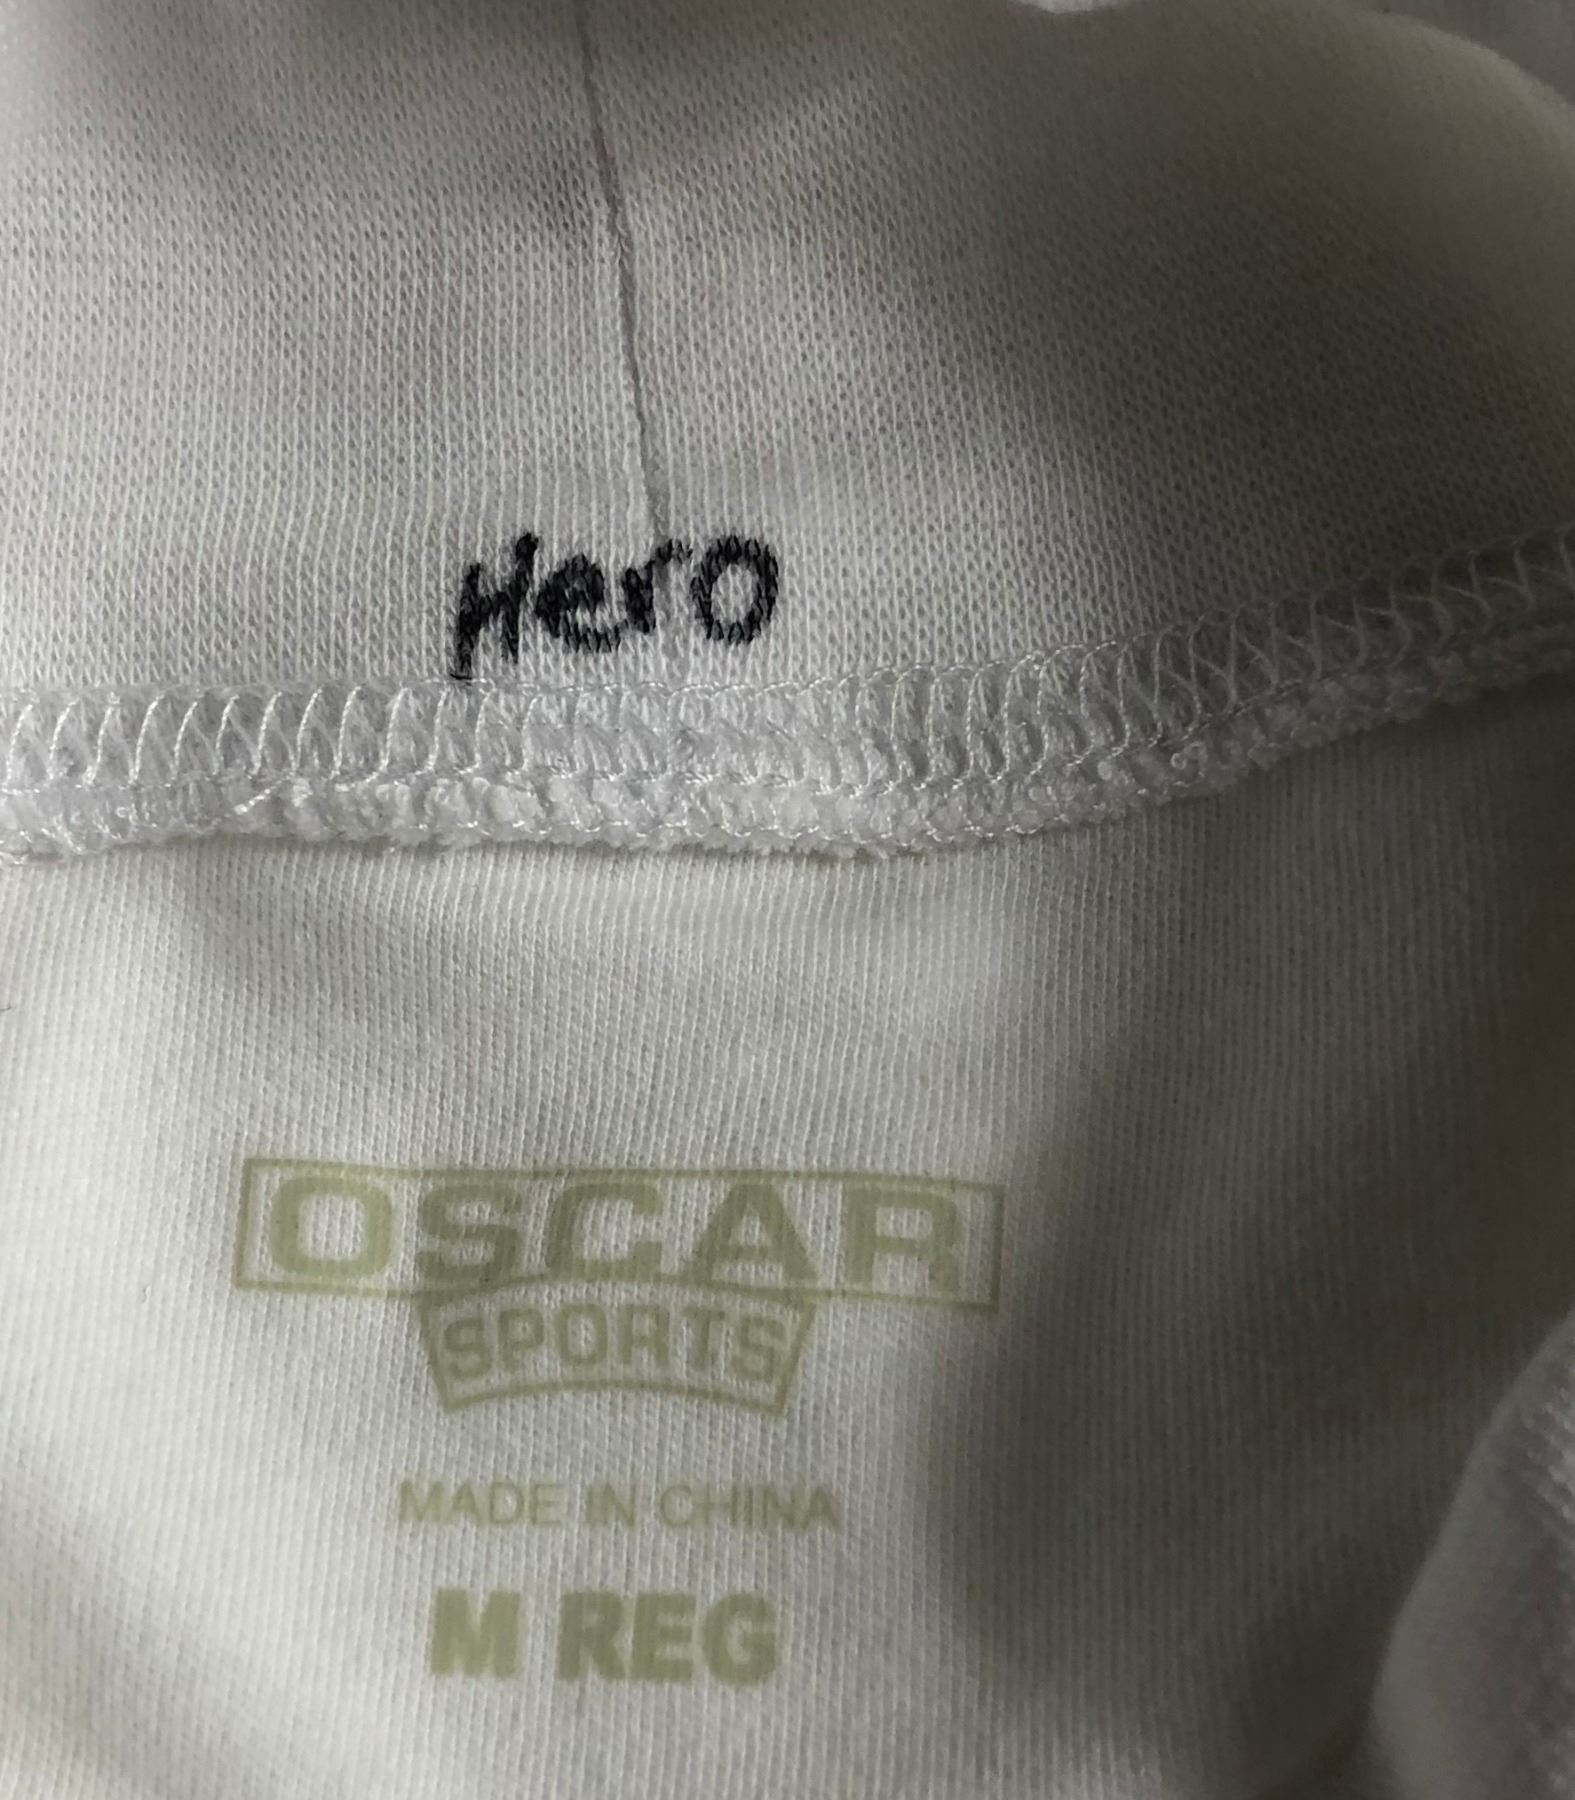 Hero
OSCAR
SPORTS
MADE IN CHINA
M REG